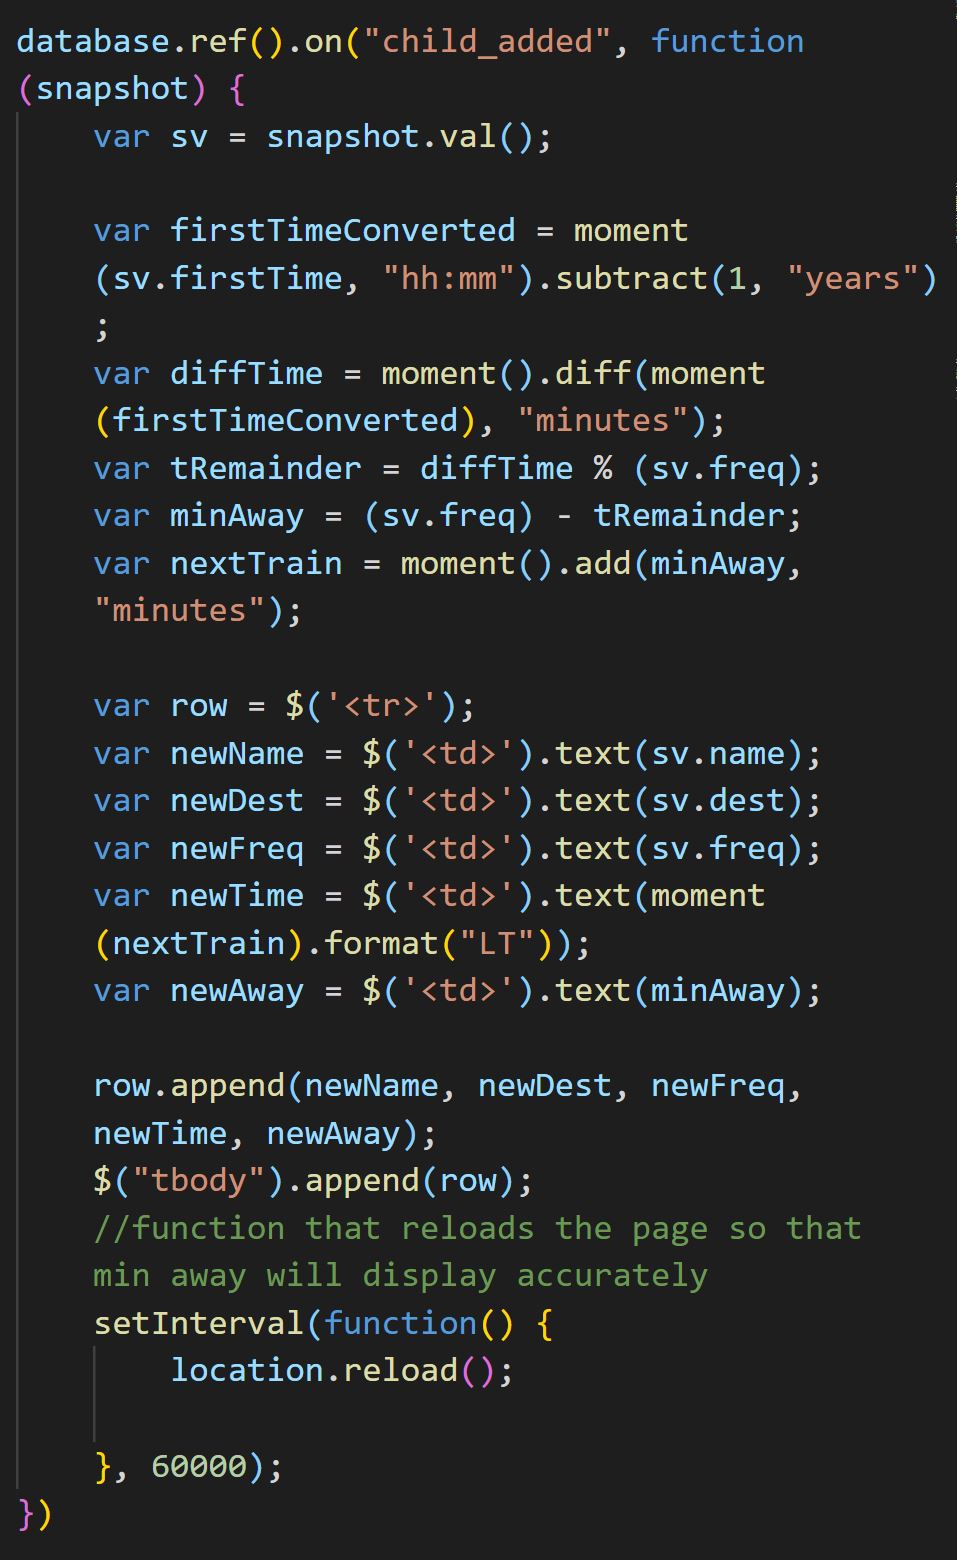 database.ref().on("child_added", function
(snapshot) {
    var sv = snapshot.val();

    var firstTimeConverted = moment
    (sv.firstTime, "hh:mm").subtract(1, "years")
    ;
    var diffTime = moment().diff(moment
    (firstTimeConverted), "minutes");
    var tRemainder = diffTime % (sv.freq);
    var minAway = (sv.freq) - tRemainder;
    var nextTrain = moment().add(minAway,
    "minutes");

    var row = $('<tr>');
    var newName = $('<td>').text(sv.name);
    var newDest = $('<td>').text(sv.dest);
    var newFreq = $('<td>').text(sv.freq);
    var newTime = $('<td>').text(moment
    (nextTrain).format("LT"));
    var newAway = $('<td>').text(minAway);

    row.append(newName, newDest, newFreq,
    newTime, newAway);
    $("tbody").append(row);
    //function that reloads the page so that
    min away will display accurately
    setInterval(function() {
        location.reload();

    }, 60000);
})